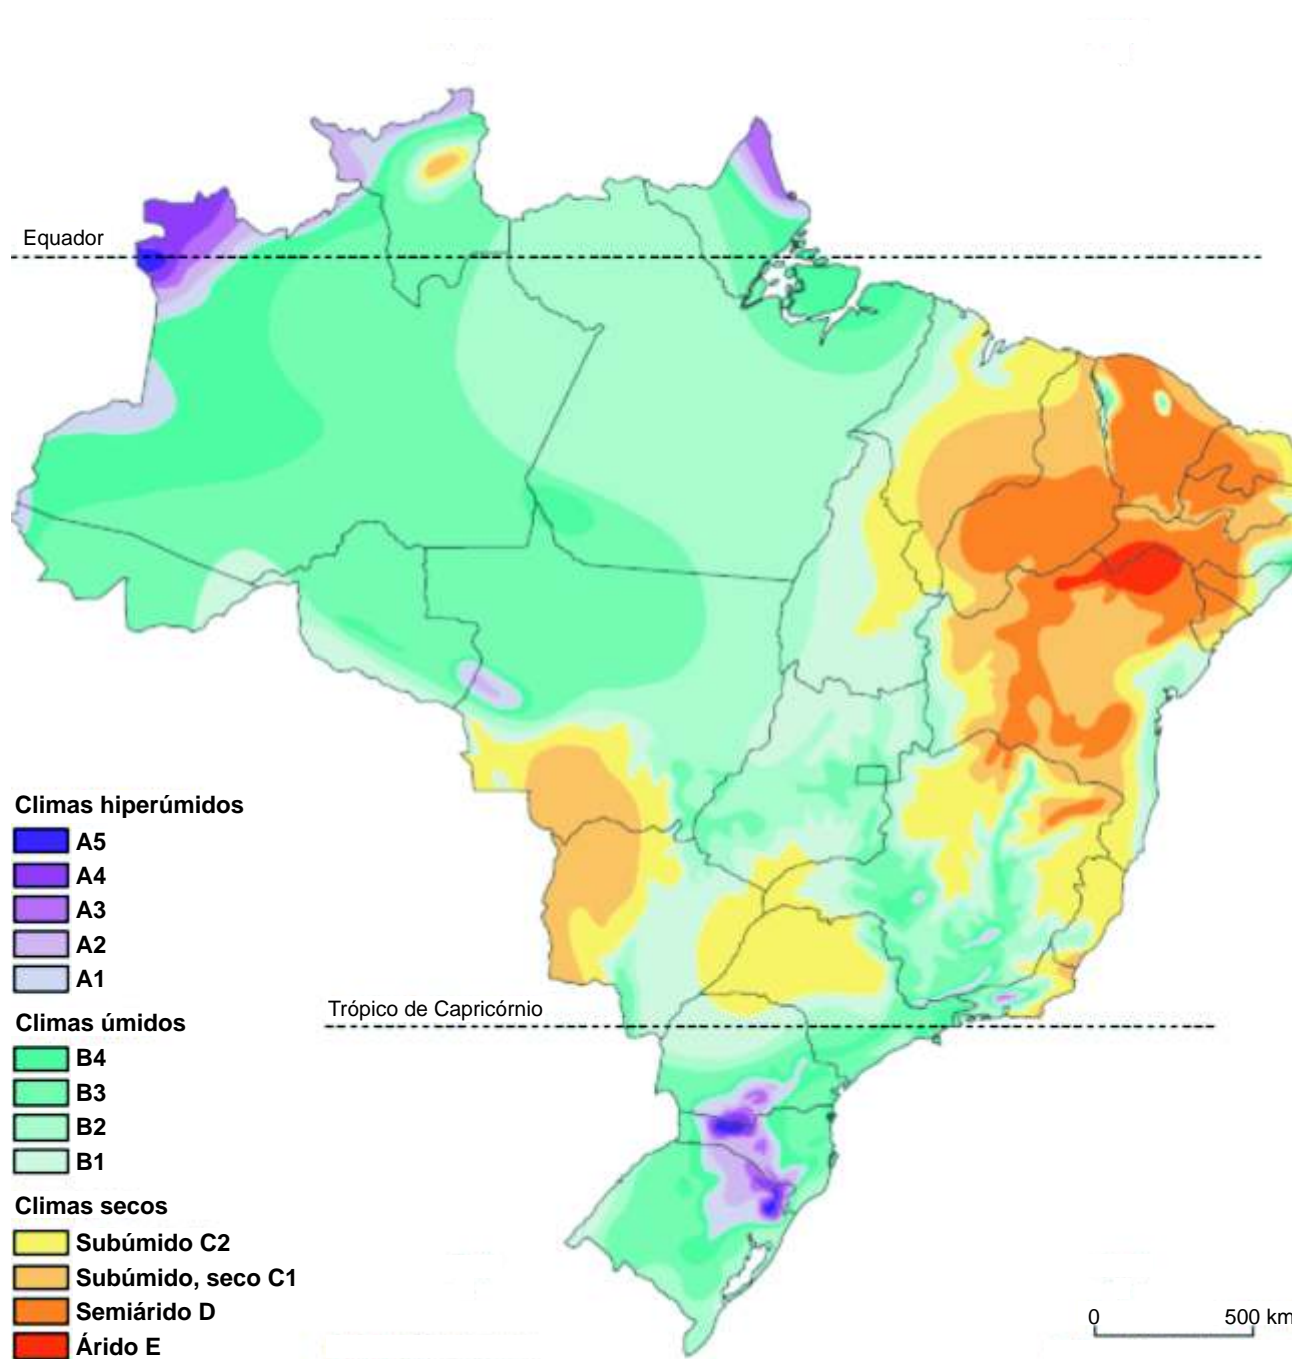 Equador
Climas hiperúmidos
A5
A4
A3
A2
A1
Trópico de Capricórnio
Climas úmidos
B4
B3
B2
B1
Climas secos
Subúmido C2
Subúmido, seco C1
Semiárido D
Árido E
0 500 km